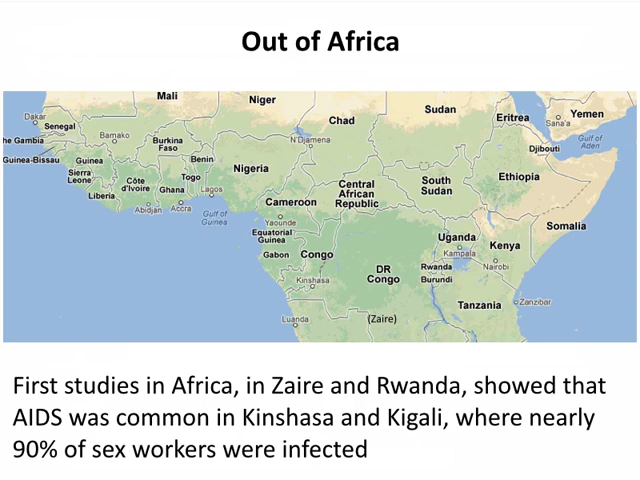 Out of Africa
Mali
Niger
Chad
Sudan
Eritrea
Yemen
Sana'a
Dakar
Senegal
he Gambia
Bamako
Burkina
Faso
N'Djamena
Djibouti
Gulf of
Aden
Guinea-Bissau
Guinea
Benin
Nigeria
Sierra
Leone
Côte
d'Ivoire
Togo
Ghana
Lagos
Liberia
Abidjan
Accra
Gulf of
Guinea
Cameroon
Central
African
Republic
South
Sudan
Ethiopia
Somalia
Yaounde
Equatorial
Guinea
Gabon
Congo
Uganda
Kampala
Kenya
Nairobi
DR
Congo
Rwanda
Burundi
Kinshasa
Tanzania
Zanzibar
Luanda
(Zaire)
First studies in Africa, in Zaire and Rwanda, showed that
AIDS was common in Kinshasa and Kigali, where nearly
90% of sex workers were infected